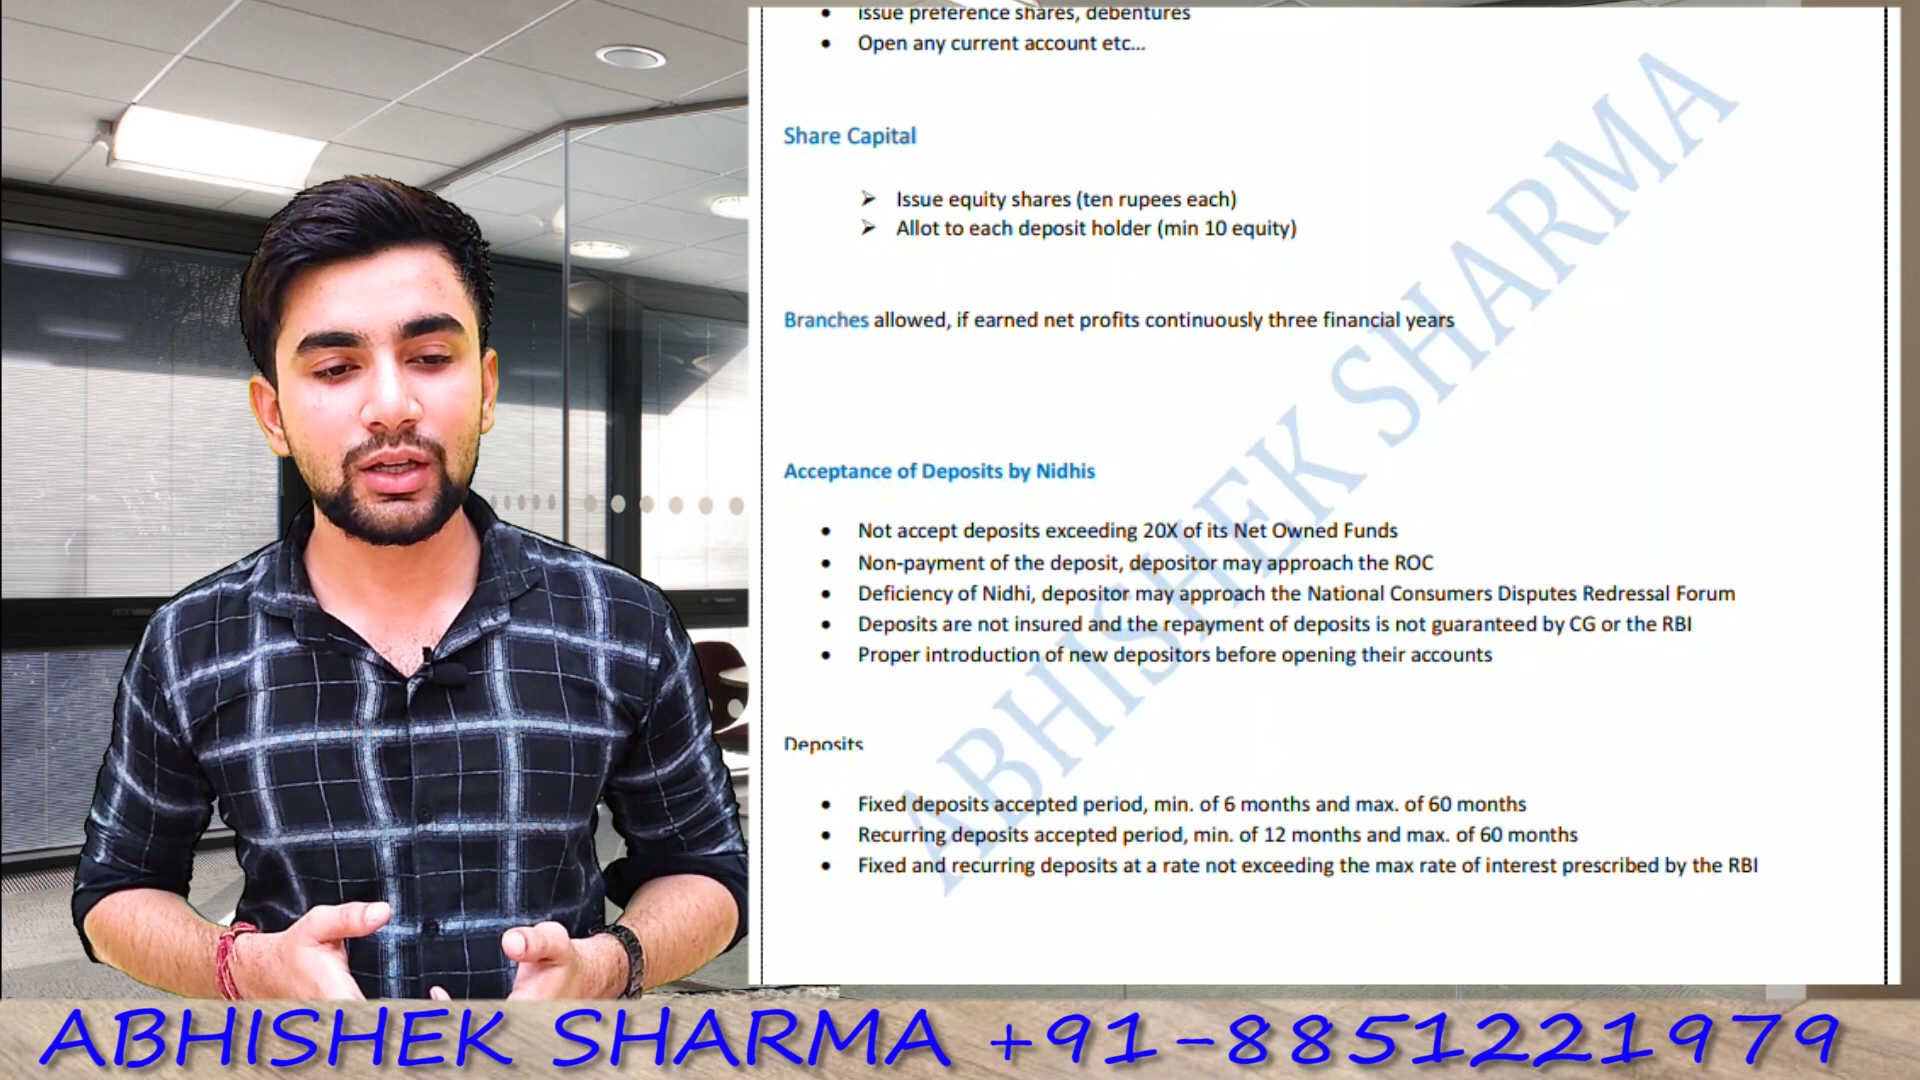 • Issue preference shares, debentures
• Open any current account etc...
Share Capital
➢ Issue equity shares (ten rupees each)
➢ Allot to each deposit holder (min 10 equity)
Branches allowed, if earned net profits continuously three financial years
Acceptance of Deposits by Nidhis
• Not accept deposits exceeding 20X of its Net Owned Funds
• Non-payment of the deposit, depositor may approach the ROC
• Deficiency of Nidhi, depositor may approach the National Consumers Disputes Redressal Forum
• Deposits are not insured and the repayment of deposits is not guaranteed by CG or the RBI
• Proper introduction of new depositors before opening their accounts
Deposits
• Fixed deposits accepted period, min. of 6 months and max. of 60 months
• Recurring deposits accepted period, min. of 12 months and max. of 60 months
• Fixed and recurring deposits at a rate not exceeding the max rate of interest prescribed by the RBI
ABHISHEK SHARMA
ABHISHEK SHARMA +91-8851221979